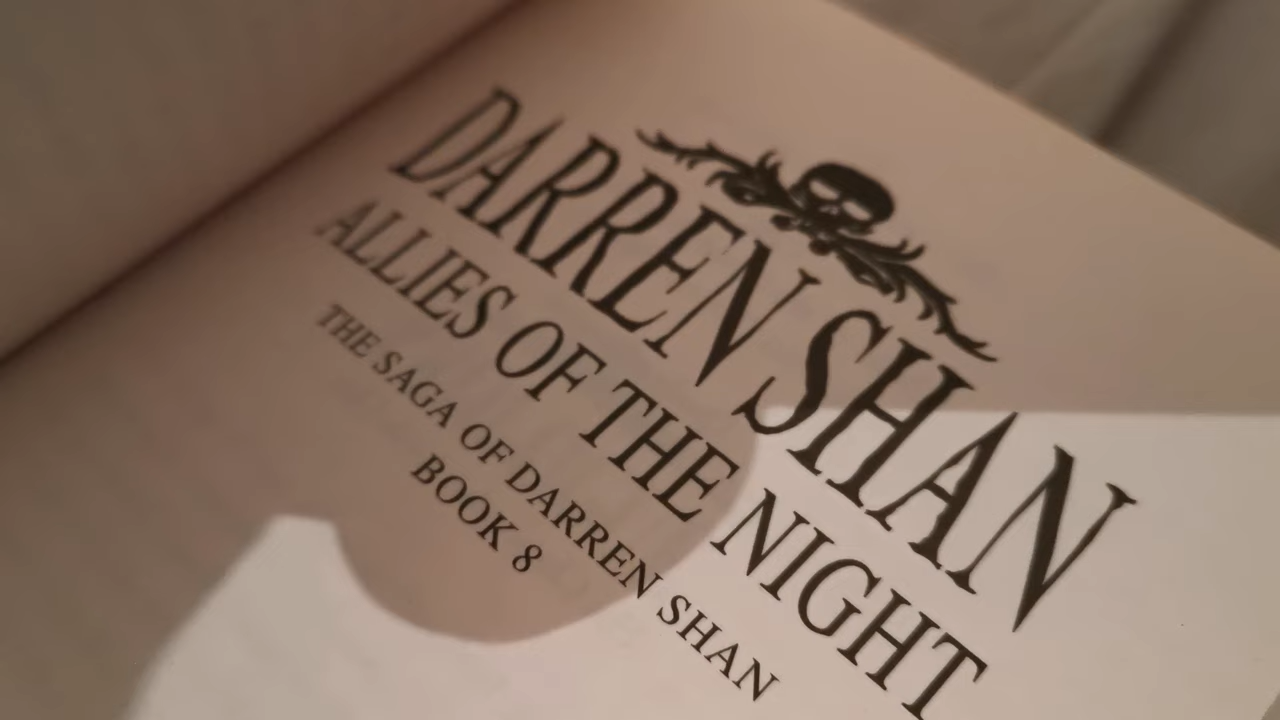 DARREN SHAN
ALLIES OF THE NIGHT
THE SAGA OF DARREN SHAN
BOOK 8